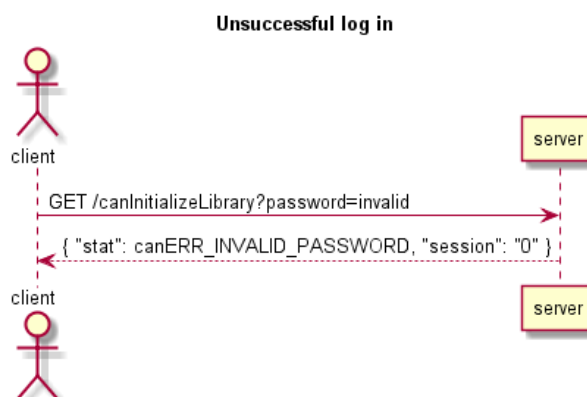 Unsuccessful log in
client
server
GET /canInitializeLibrary?password=invalid
{ "stat": canERR_INVALID_PASSWORD, "session": "0" }
client
server